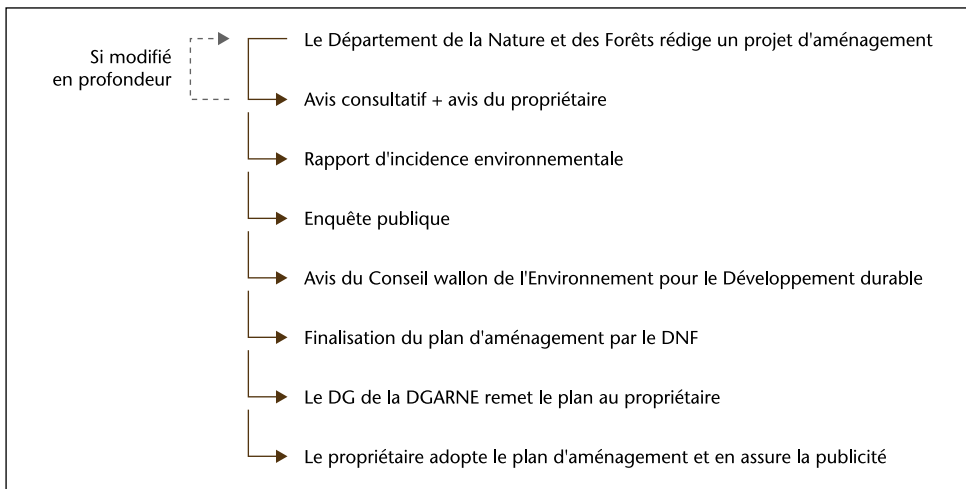 Le Département de la Nature et des Forêts rédige un projet d'aménagement
Si modifié
en profondeur
Avis consultatif + avis du propriétaire
Rapport d'incidence environnementale
Enquête publique
Avis du Conseil wallon de l'Environnement pour le Développement durable
Finalisation du plan d'aménagement par le DNF
Le DG de la DGARNE remet le plan au propriétaire
Le propriétaire adopte le plan d'aménagement et en assure la publicité